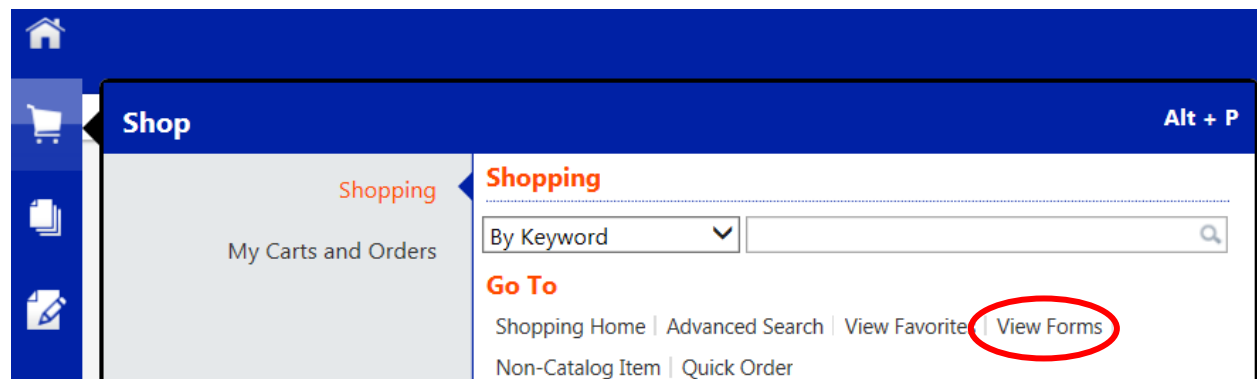 Shop Alt + P
Shopping
My Carts and Orders
Shopping
By Keyword
Go To
Shopping Home | Advanced Search | View Favorites | View Forms
Non-Catalog Item | Quick Order